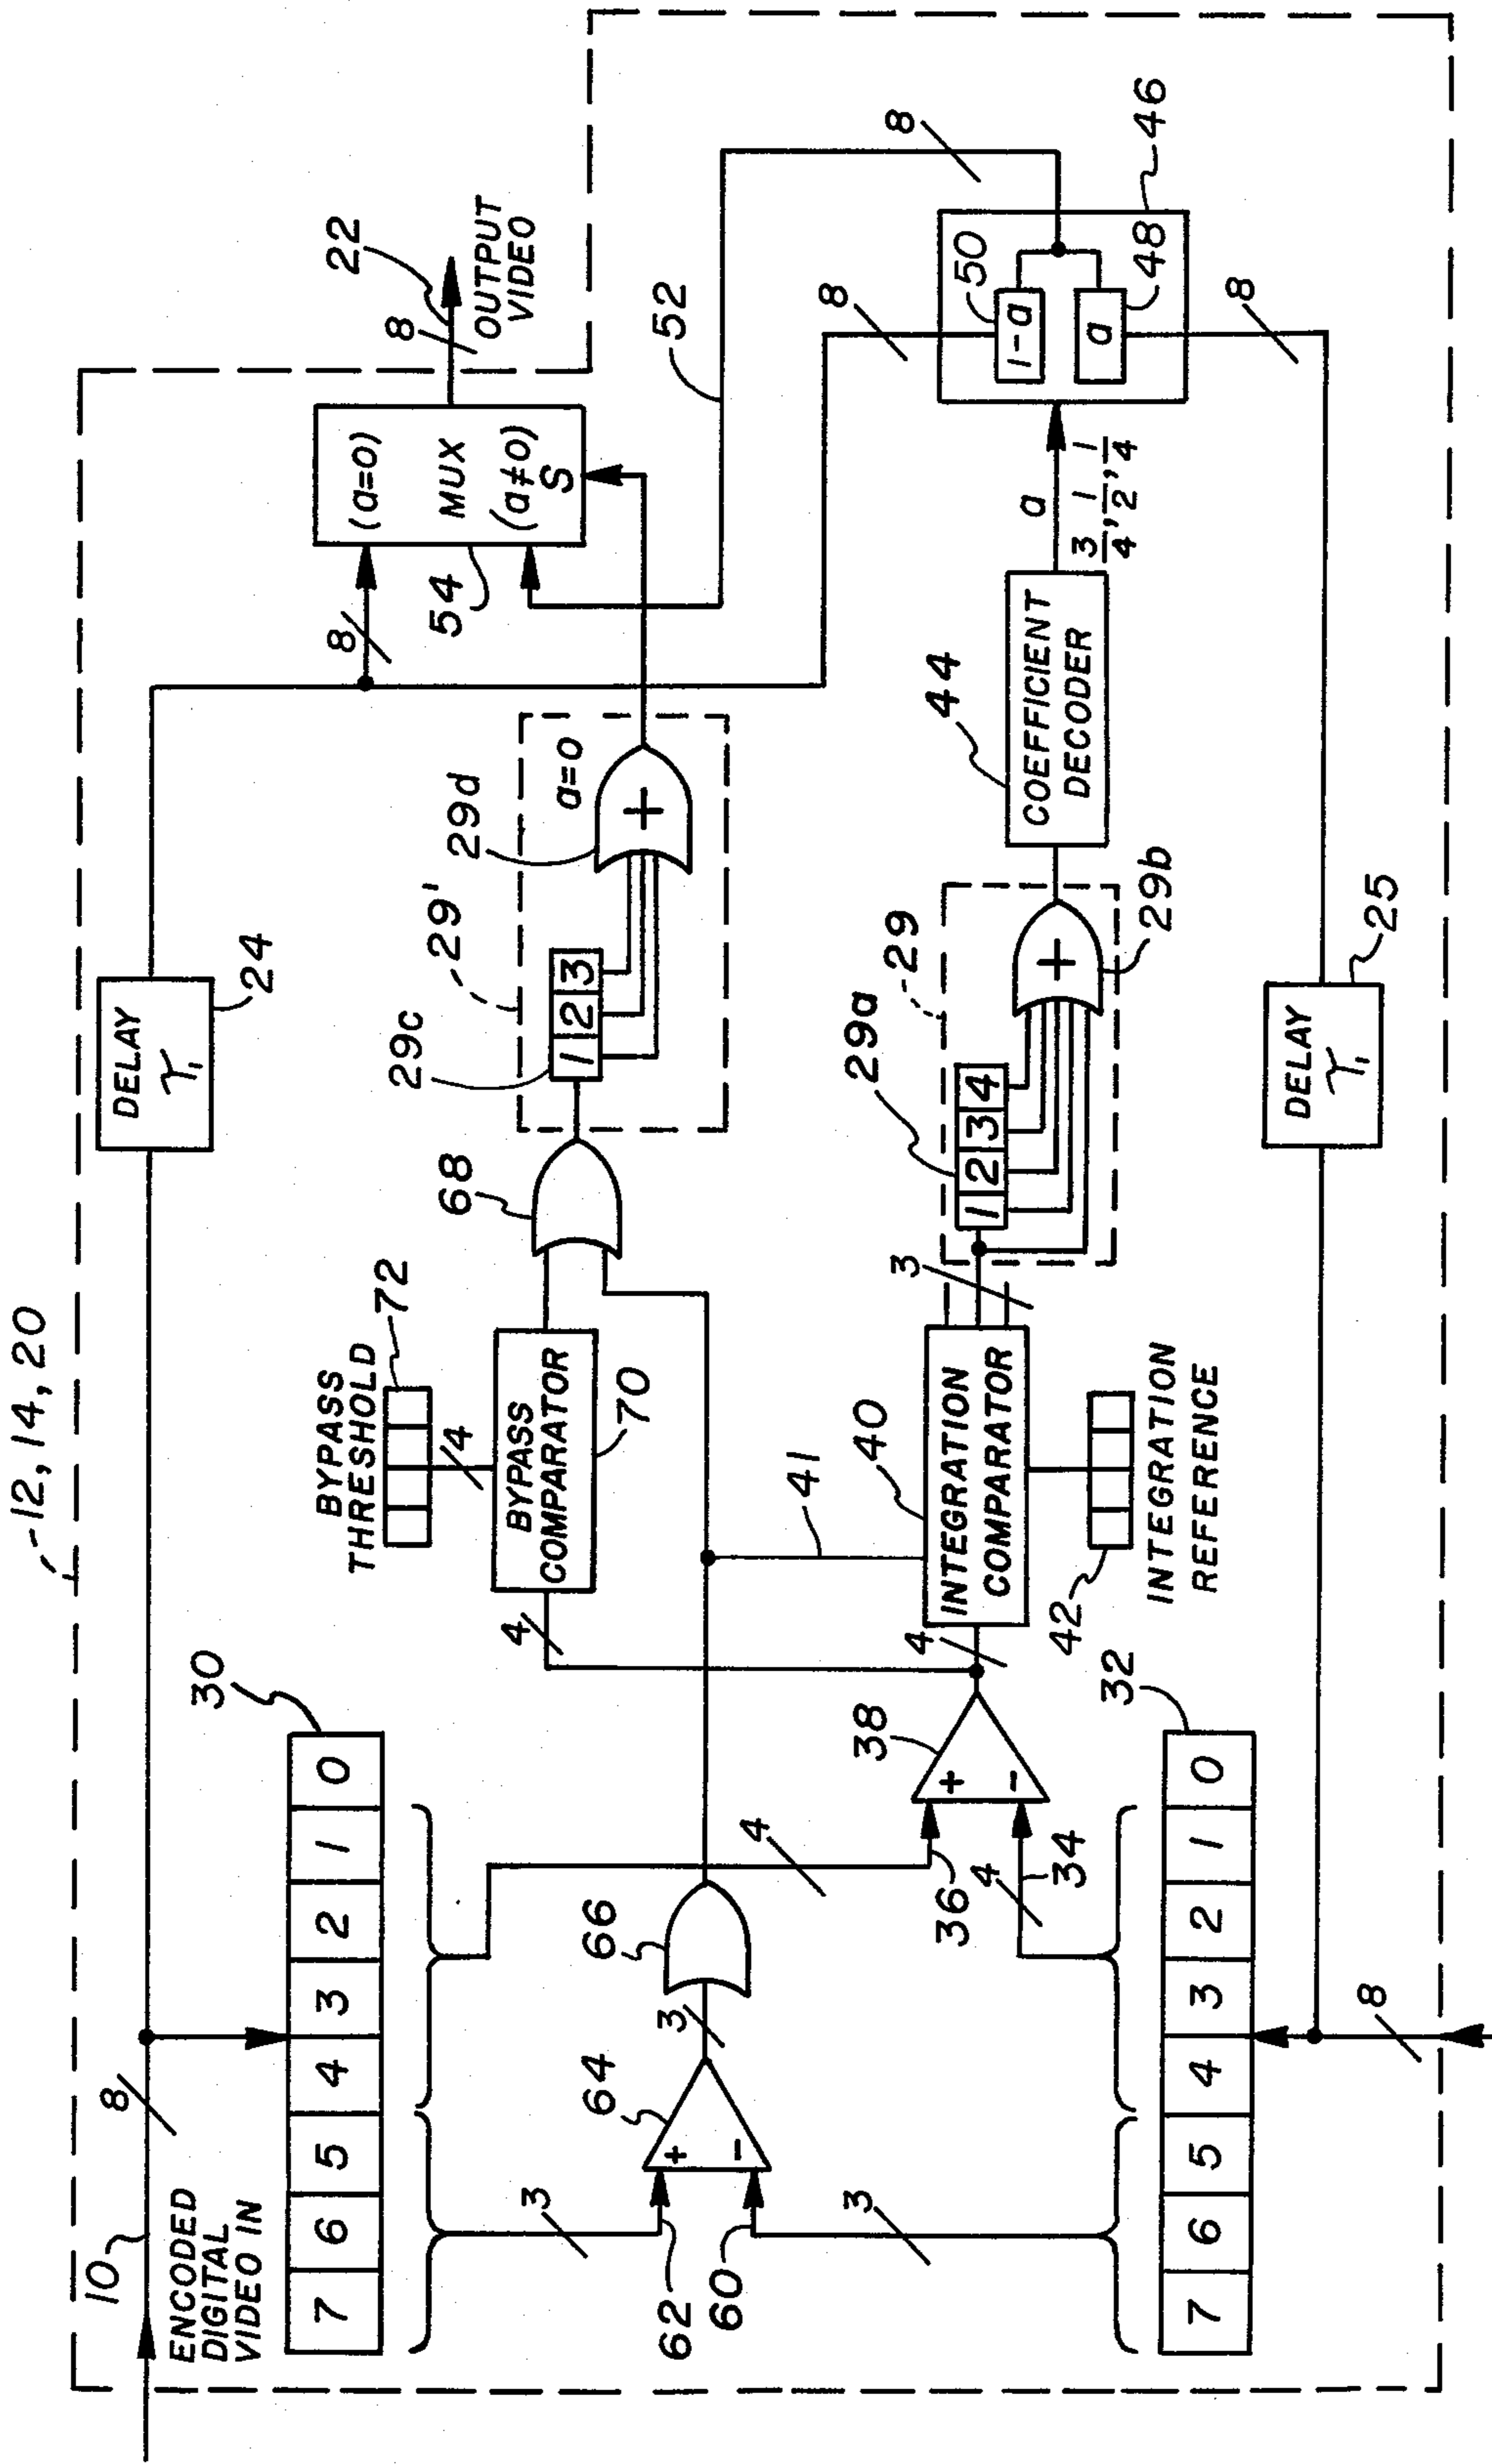 12, 14, 20
10
ENCODED
DIGITAL
VIDEO IN
8
DELAY
τ₁
24
30
7 6 5 4 3 2 1 0
BYPASS
THRESHOLD
72
4
BYPASS
COMPARATOR
70
4
68
29'
29c
1 2 3
29d
+
a=0
8
54
(a=0)
MUX
(a≠0)
S
8
22
OUTPUT
VIDEO
3
62
60
3
+
-
64
3
66
4
36
34
4
+
-
38
4
41
40
INTEGRATION
COMPARATOR
42
INTEGRATION
REFERENCE
3
29
29a
1 2 3 4
+
29b
44
COEFFICIENT
DECODER
a
3/4, 1/2, 1/4
52
8
8
50
1-a
a
48
46
8
32
7 6 5 4 3 2 1 0
8
DELAY
τ₁
25